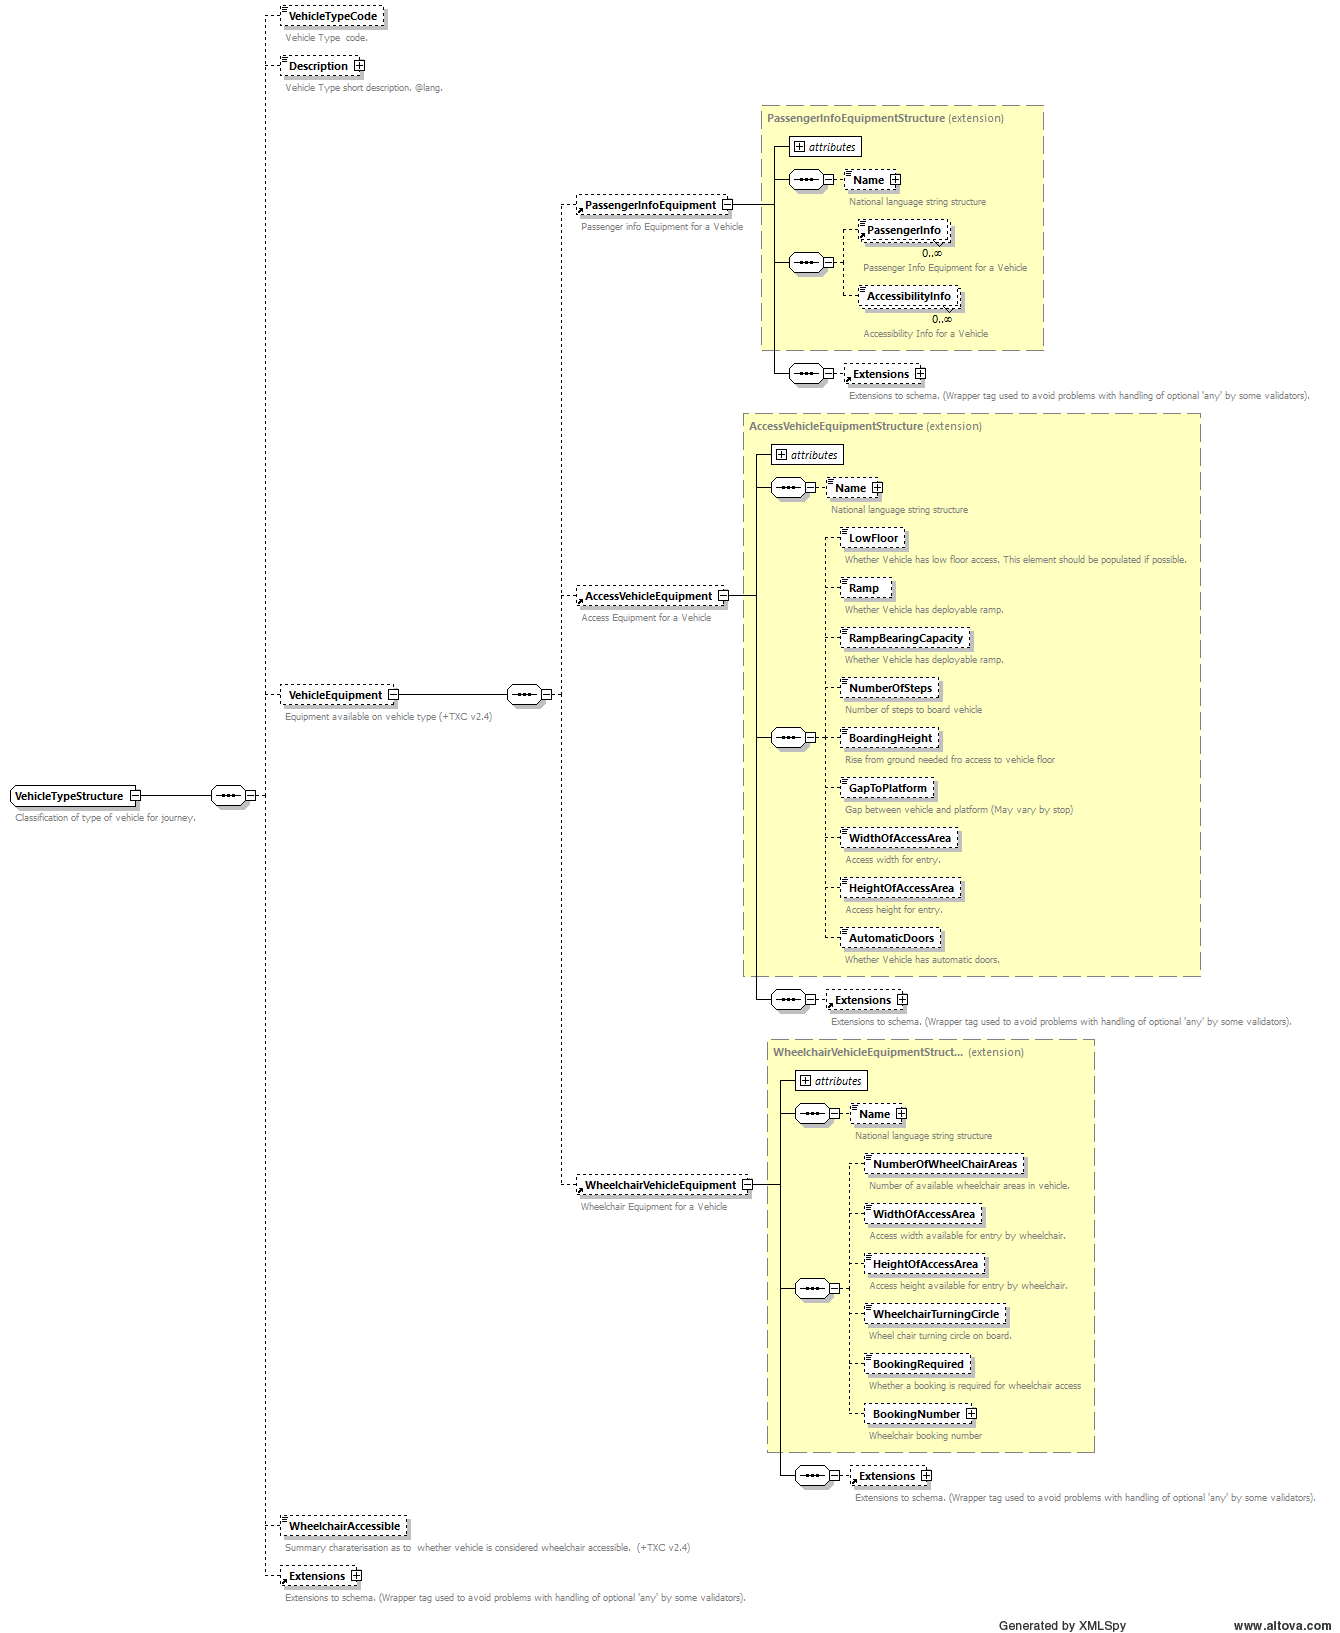 VehicleTypeCode
Vehicle Type  code.
Description
Vehicle Type short description. @lang.
PassengerInfoEquipmentStructure (extension)
attributes
Name
National language string structure
PassengerInfoEquipment
Passenger info Equipment for a Vehicle
PassengerInfo
0..∞
Passenger Info Equipment for a Vehicle
AccessibilityInfo
0..∞
Accessibility Info for a Vehicle
Extensions
Extensions to schema. (Wrapper tag used to avoid problems with handling of optional 'any' by some validators).
AccessVehicleEquipmentStructure (extension)
attributes
Name
National language string structure
LowFloor
Whether Vehicle has low floor access. This element should be populated if possible.
Ramp
Whether Vehicle has deployable ramp.
AccessVehicleEquipment
Access Equipment for a Vehicle
RampBearingCapacity
Whether Vehicle has deployable ramp.
NumberOfSteps
Number of steps to board vehicle
VehicleEquipment
Equipment available on vehicle type (+TXC v2.4)
BoardingHeight
Rise from ground needed fro access to vehicle floor
GapToPlatform
Gap between vehicle and platform (May vary by stop)
VehicleTypeStructure
Classification of type of vehicle for journey.
WidthOfAccessArea
Access width for entry.
HeightOfAccessArea
Access height for entry.
AutomaticDoors
Whether Vehicle has automatic doors.
Extensions
Extensions to schema. (Wrapper tag used to avoid problems with handling of optional 'any' by some validators).
WheelchairVehicleEquipmentStruct... (extension)
attributes
Name
National language string structure
NumberOfWheelChairAreas
Number of available wheelchair areas in vehicle.
WheelchairVehicleEquipment
Wheelchair Equipment for a Vehicle
WidthOfAccessArea
Access width available for entry by wheelchair.
HeightOfAccessArea
Access height available for entry by wheelchair.
WheelchairTurningCircle
Wheel chair turning circle on board.
BookingRequired
Whether a booking is required for wheelchair access
BookingNumber
Wheelchair booking number
Extensions
Extensions to schema. (Wrapper tag used to avoid problems with handling of optional 'any' by some validators).
WheelchairAccessible
Summary charaterisation as to  whether vehicle is considered wheelchair accessible.  (+TXC v2.4)
Extensions
Extensions to schema. (Wrapper tag used to avoid problems with handling of optional 'any' by some validators).
Generated by XMLSpy
www.altova.com